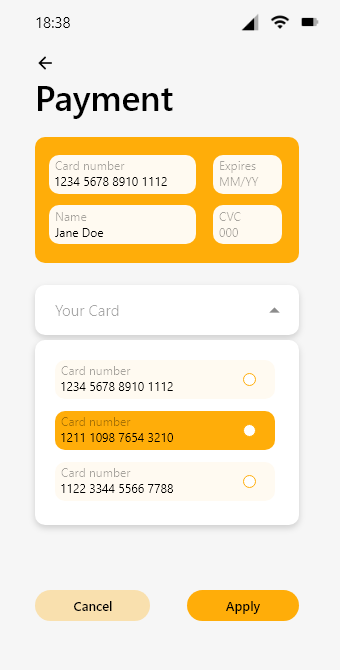 18:38
Payment
Card number
1234 5678 8910 1112
Expires
MM/YY
Name
Jane Doe
CVC
000
Your Card
Card number
1234 5678 8910 1112
Card number
1211 1098 7654 3210
Card number
1122 3344 5566 7788
Cancel
Apply